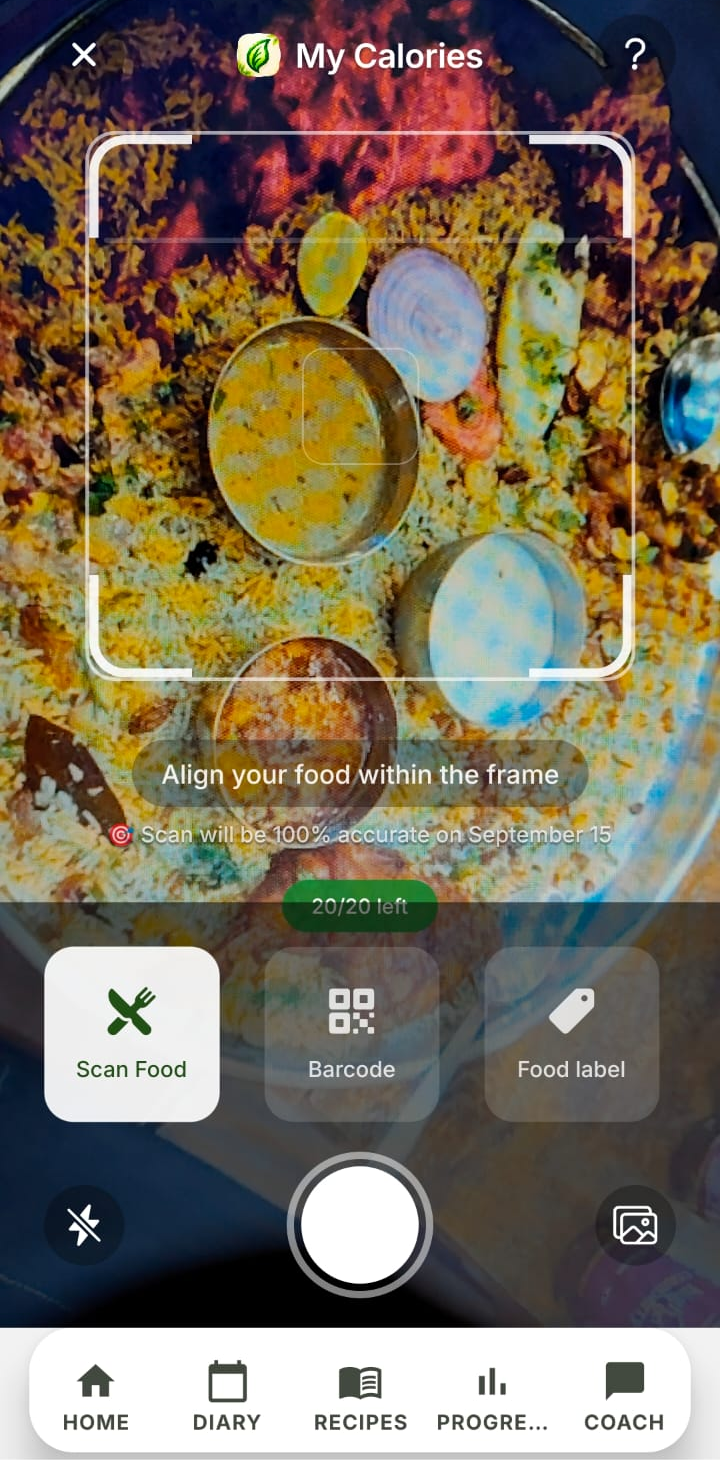 My Calories
?
Align your food within the frame
🎯 Scan will be 100% accurate on September 15
20/20 left
Scan Food
Barcode
Food label
HOME
DIARY
RECIPES
PROGRE...
COACH